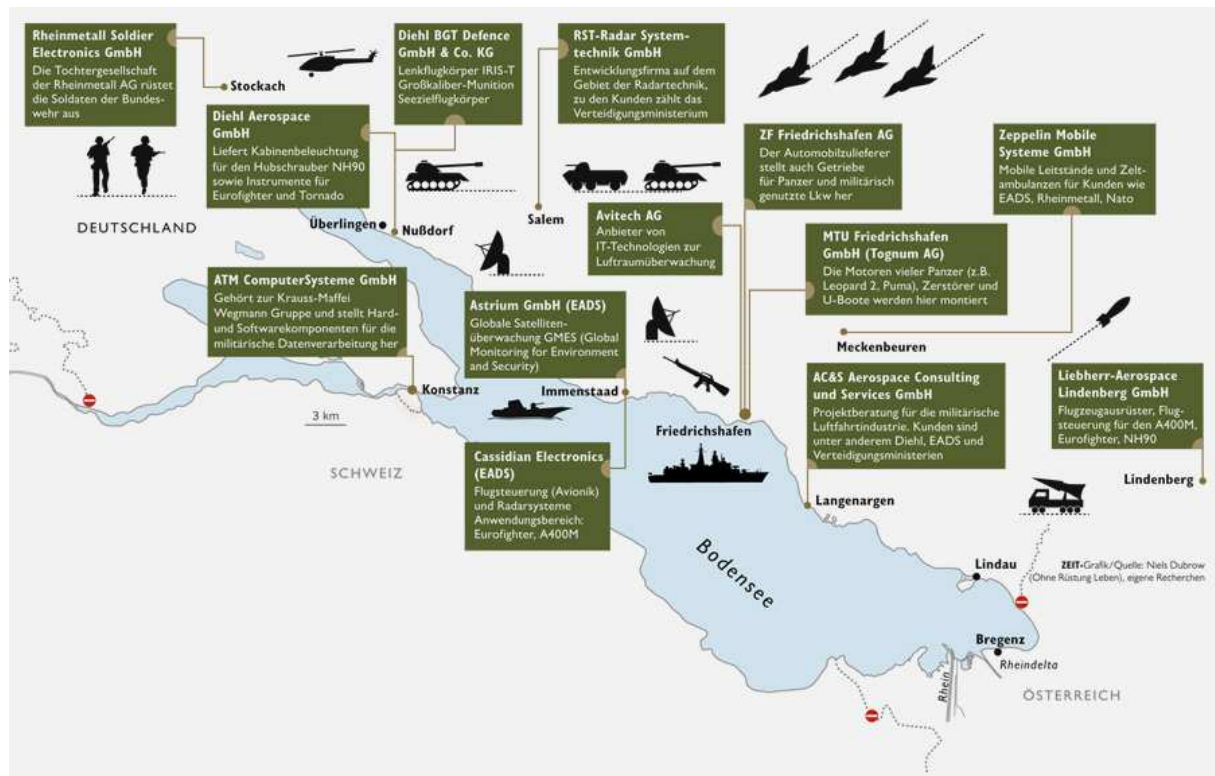 Rheinmetall Soldier
Electronics GmbH
Die Tochtergesellschaft
der Rheinmetall AG rüstet
die Soldaten der Bundes-
wehr aus
Stockach
Diehl BGT Defence
GmbH & Co. KG
Lenkflugkörper IRIS-T
Großkaliber-Munition
Seezielflugkörper
RST-Radar System-
technik GmbH
Entwicklungsfirma auf dem
Gebiet der Radartechnik,
zu den Kunden zählt das
Verteidigungsministerium
Diehl Aerospace
GmbH
Liefert Kabinenbeleuchtung
für den Hubschrauber NH90
sowie Instrumente für
Eurofighter und Tornado
ZF Friedrichshafen AG
Der Automobilzulieferer
stellt auch Getriebe
für Panzer und militärisch
genutzte Lkw her
Zeppelin Mobile
Systeme GmbH
Mobile Leitstände und Zelt-
ambulanzen für Kunden wie
EADS, Rheinmetall, Nato
DEUTSCHLAND
Überlingen
Nußdorf
Salem
Avitech AG
Anbieter von
IT-Technologien zur
Luftraumüberwachung
MTU Friedrichshafen
GmbH (Tognum AG)
Die Motoren vieler Panzer (z.B.
Leopard 2, Puma), Zerstörer und
U-Boote werden hier montiert
ATM ComputerSysteme GmbH
Gehört zur Krauss-Maffei
Wegmann Gruppe und stellt Hard-
und Softwarekomponenten für die
militärische Datenverarbeitung her
Astrium GmbH (EADS)
Globale Satelliten-
überwachung GMES (Global
Monitoring for Environment
and Security)
Meckenbeuren
Konstanz
Immenstaad
3 km
Friedrichshafen
AC&S Aerospace Consulting
und Services GmbH
Projektberatung für die militärische
Luftfahrtindustrie. Kunden sind
unter anderem Diehl, EADS und
Verteidigungsministerien
Liebherr-Aerospace
Lindenberg GmbH
Flugzeugausrüster, Flug-
steuerung für den A400M,
Eurofighter, NH90
SCHWEIZ
Cassidian Electronics
(EADS)
Flugsteuerung (Avionik)
und Radarsysteme
Anwendungsbereich:
Eurofighter, A400M
Lindenberg
Langenargen
Bodensee
Lindau
ZEIT-Grafik/Quelle: Niels Dubrow
(Ohne Rüstung Leben), eigene Recherchen
Bregenz
Rheindelta
Rhein
ÖSTERREICH